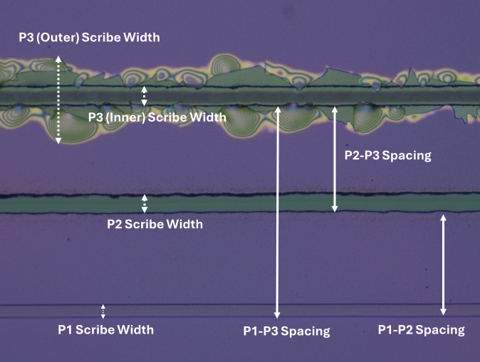 P3 (Outer) Scribe Width
P3 (Inner) Scribe Width
P2-P3 Spacing
P2 Scribe Width
P1 Scribe Width
P1-P3 Spacing
P1-P2 Spacing